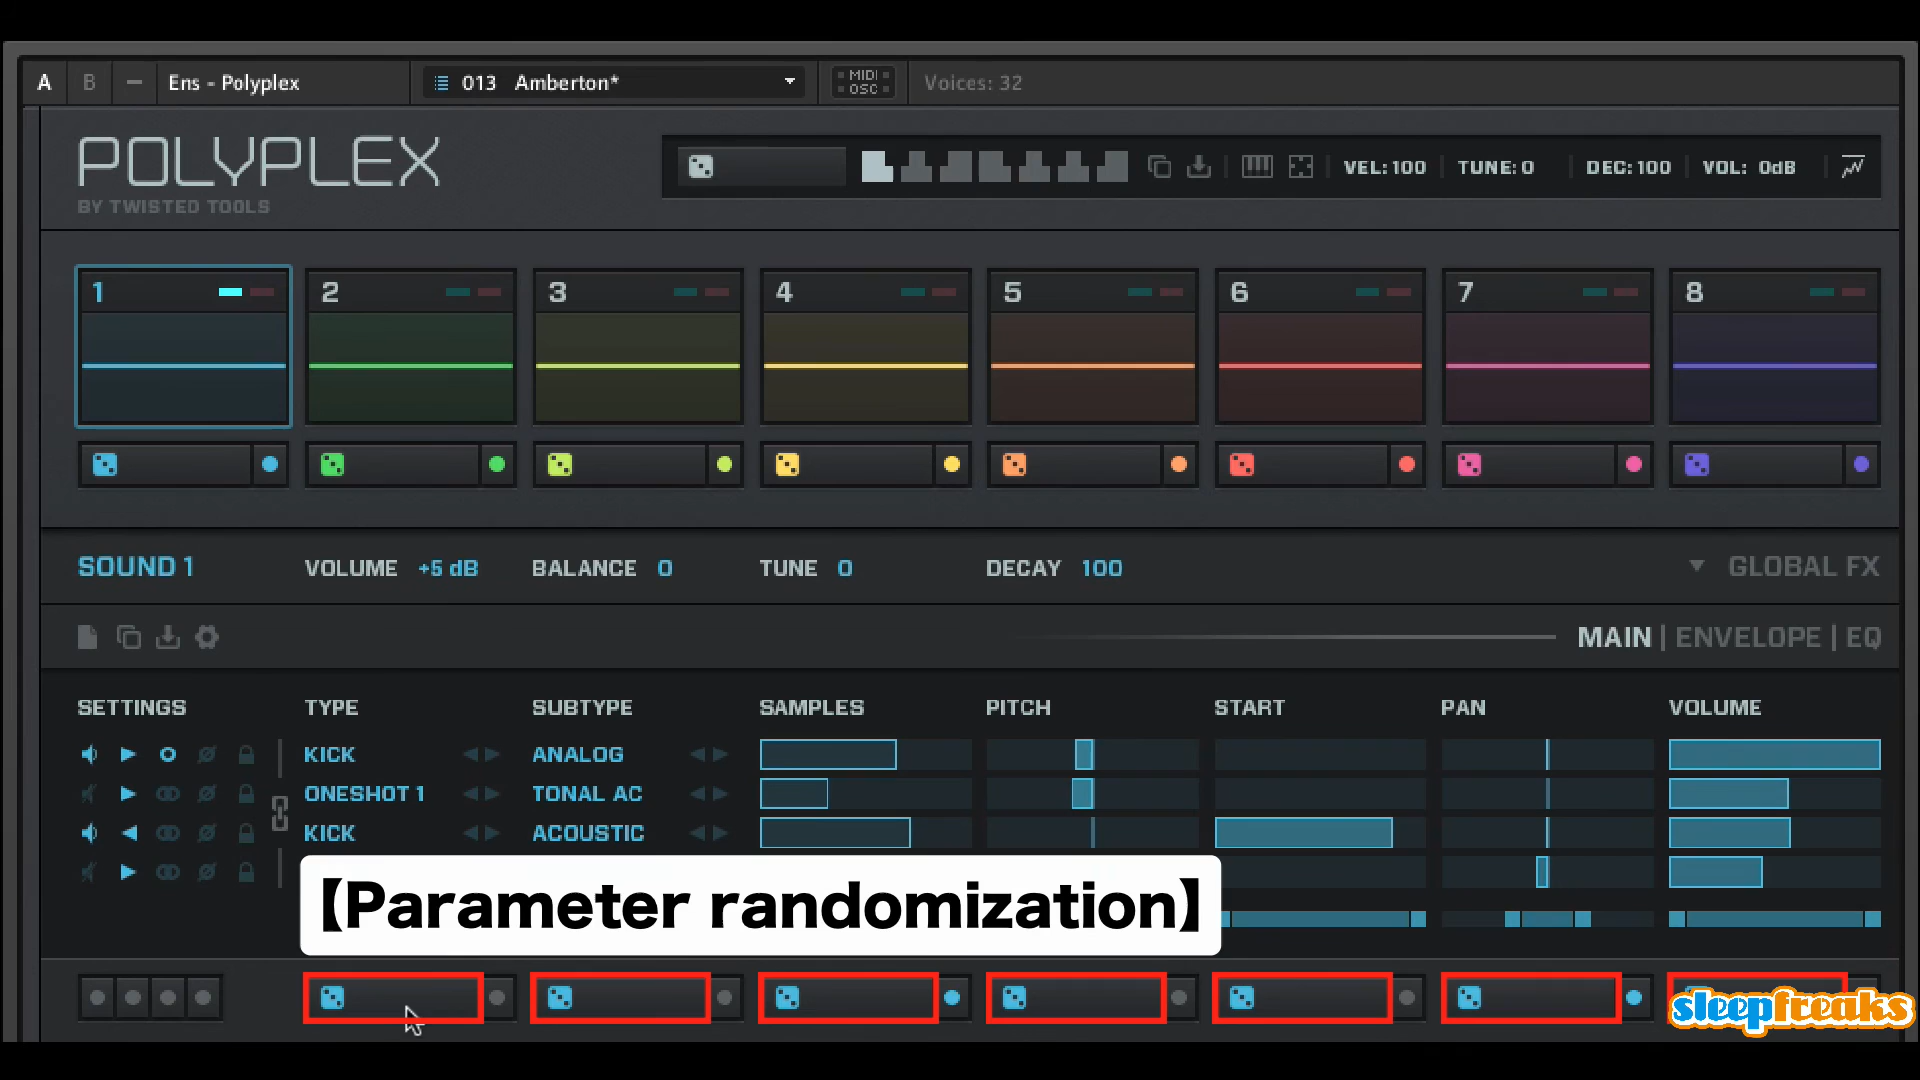 A B Ens - Polyplex 013 Amberton* MIDI OSC Voices: 32
POLYPLEX
BY TWISTED TOOLS
VEL: 100 TUNE: 0 DEC: 100 VOL: 0dB
1 2 3 4 5 6 7 8
SOUND 1 VOLUME +5 dB BALANCE 0 TUNE 0 DECAY 100 GLOBAL FX
MAIN | ENVELOPE | EQ
SETTINGS TYPE SUBTYPE SAMPLES PITCH START PAN VOLUME
KICK ANALOG
ONESHOT 1 TONAL AC
KICK ACOUSTIC
【Parameter randomization】
sleepfreaks